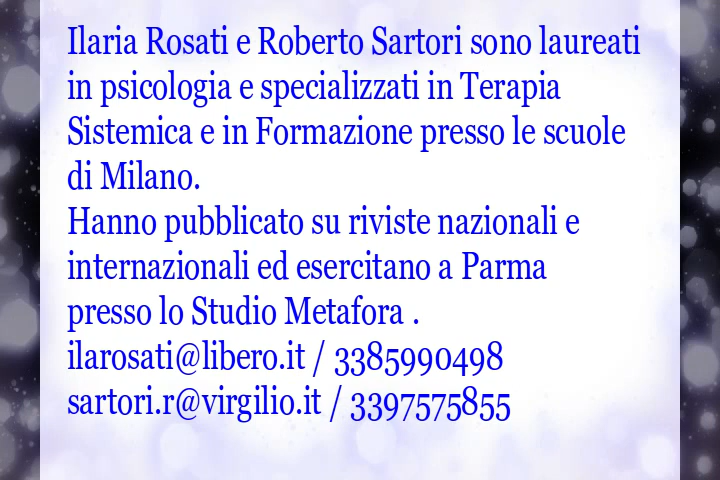 Ilaria Rosati e Roberto Sartori sono laureati
in psicologia e specializzati in Terapia
Sistemica e in Formazione presso le scuole
di Milano.
Hanno pubblicato su riviste nazionali e
internazionali ed esercitano a Parma
presso lo Studio Metafora .
ilarosati@libero.it / 3385990498
sartori.r@virgilio.it / 3397575855